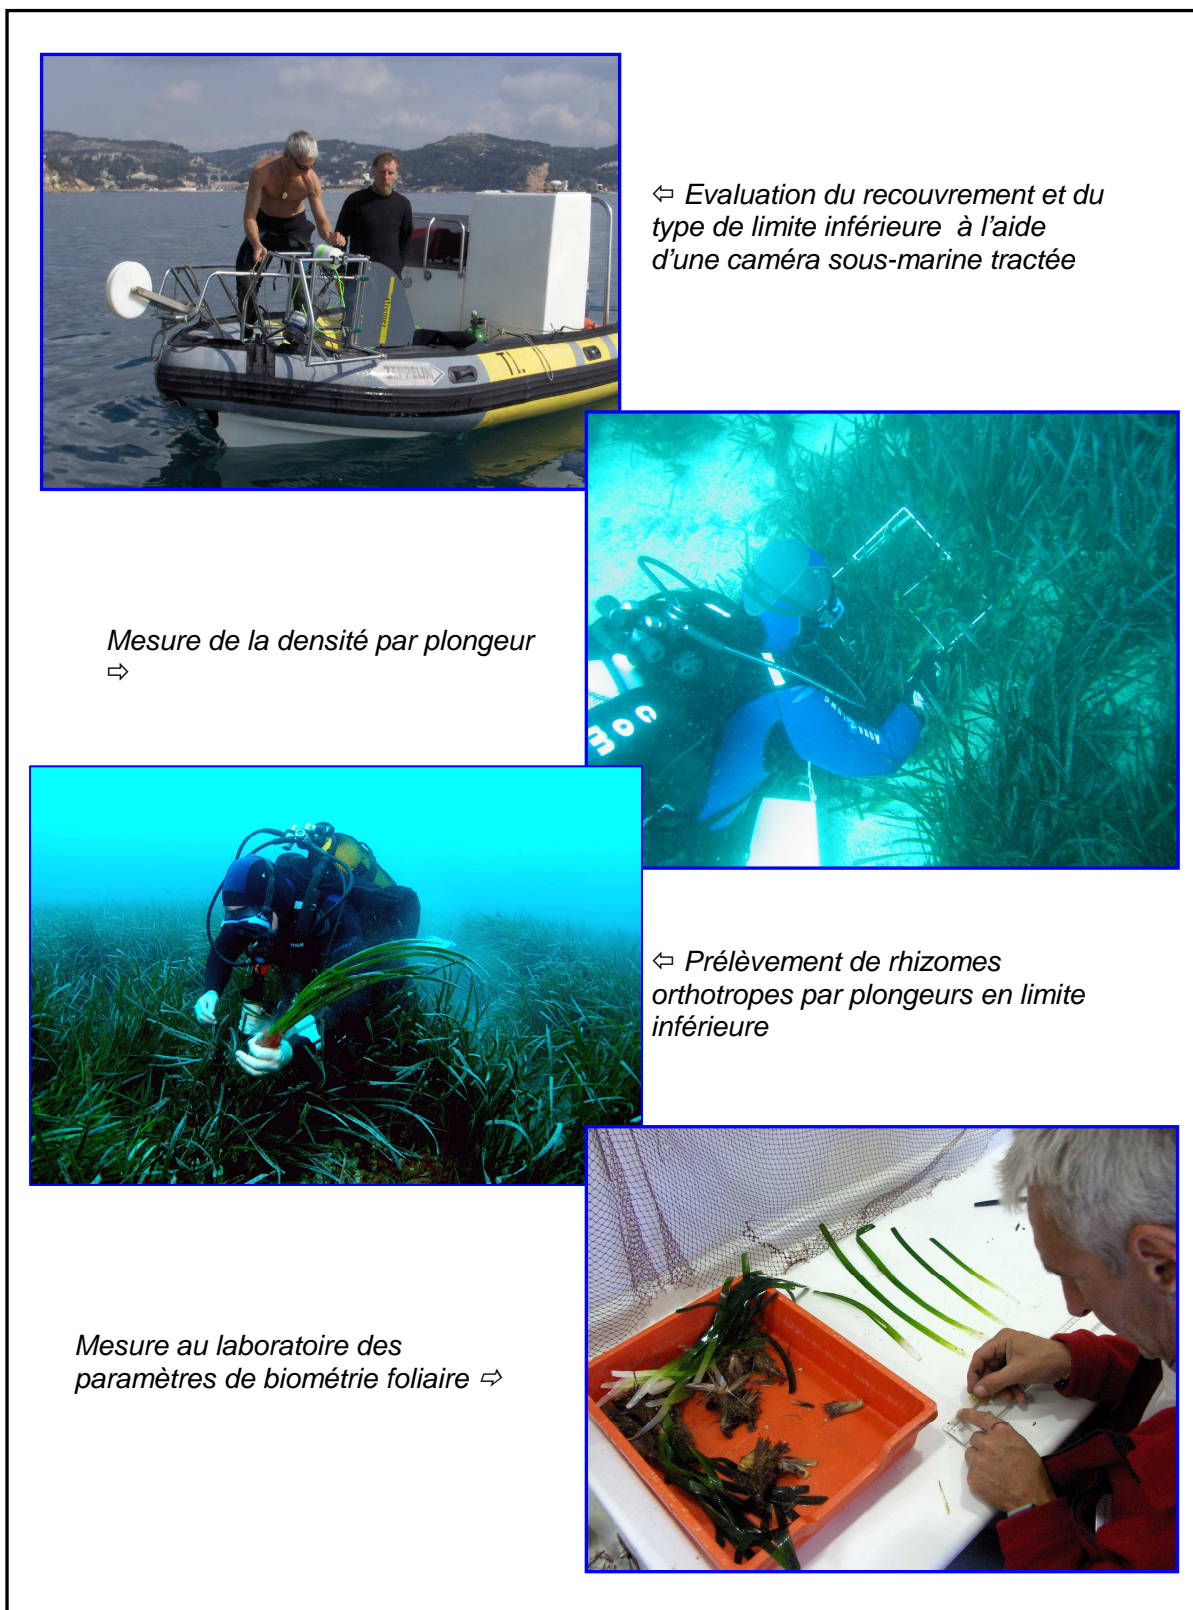 ⇦ Evaluation du recouvrement et du
type de limite inférieure à l’aide
d’une caméra sous-marine tractée
ZEPPELIN
Mesure de la densité par plongeur
⇨
⇦ Prélèvement de rhizomes
orthotropes par plongeurs en limite
inférieure
Mesure au laboratoire des
paramètres de biométrie foliaire ⇨